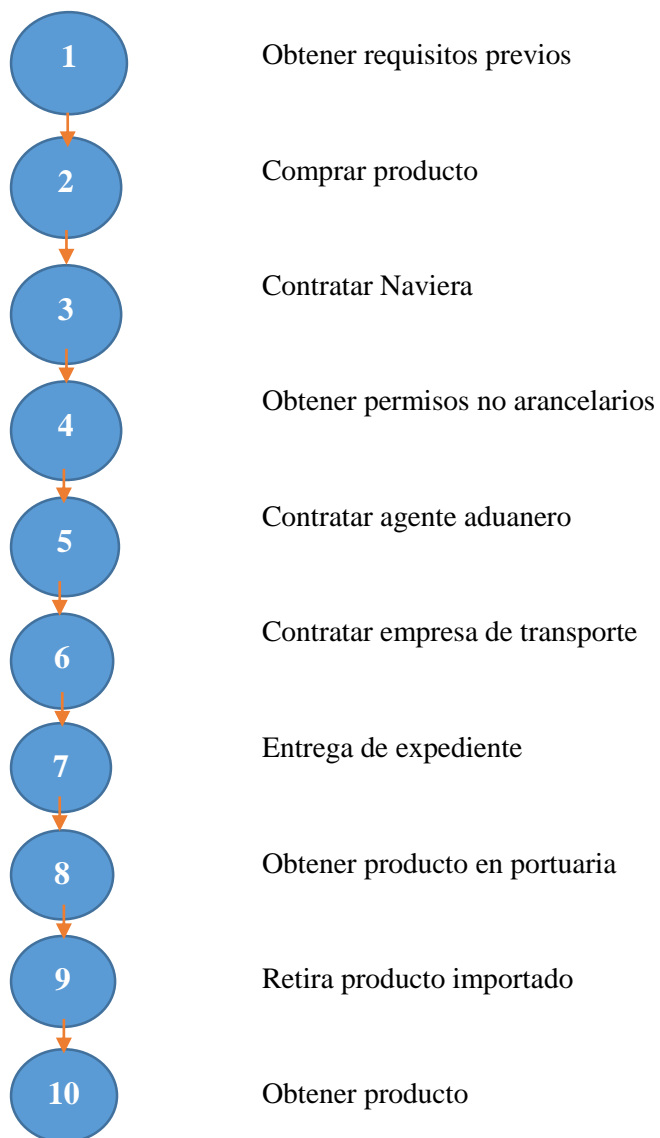 1 Obtener requisitos previos
2 Comprar producto
3 Contratar Naviera
4 Obtener permisos no arancelarios
5 Contratar agente aduanero
6 Contratar empresa de transporte
7 Entrega de expediente
8 Obtener producto en portuaria
9 Retira producto importado
10 Obtener producto